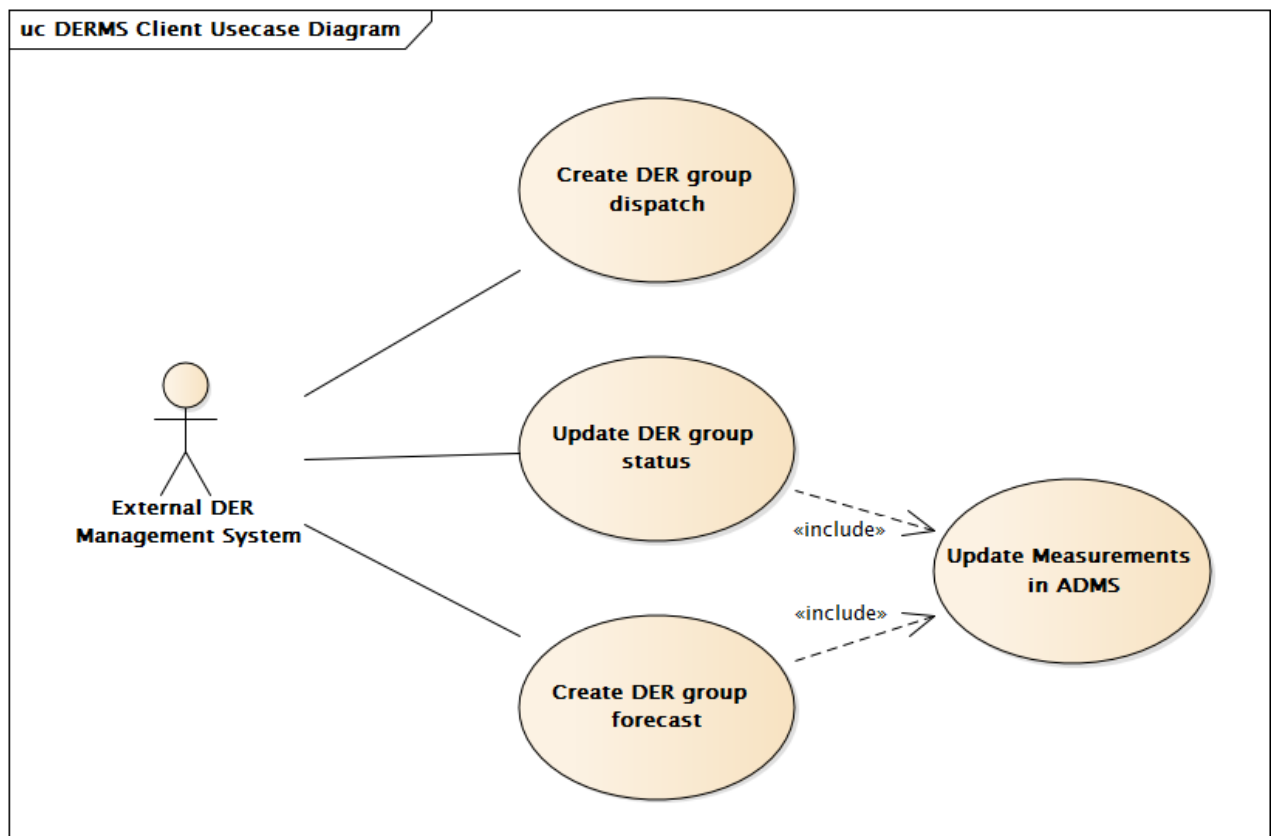 uc DERMS Client Usecase Diagram
Create DER group
dispatch
Update DER group
status
External DER
Management System
«include»
Update Measurements
in ADMS
«include»
Create DER group
forecast